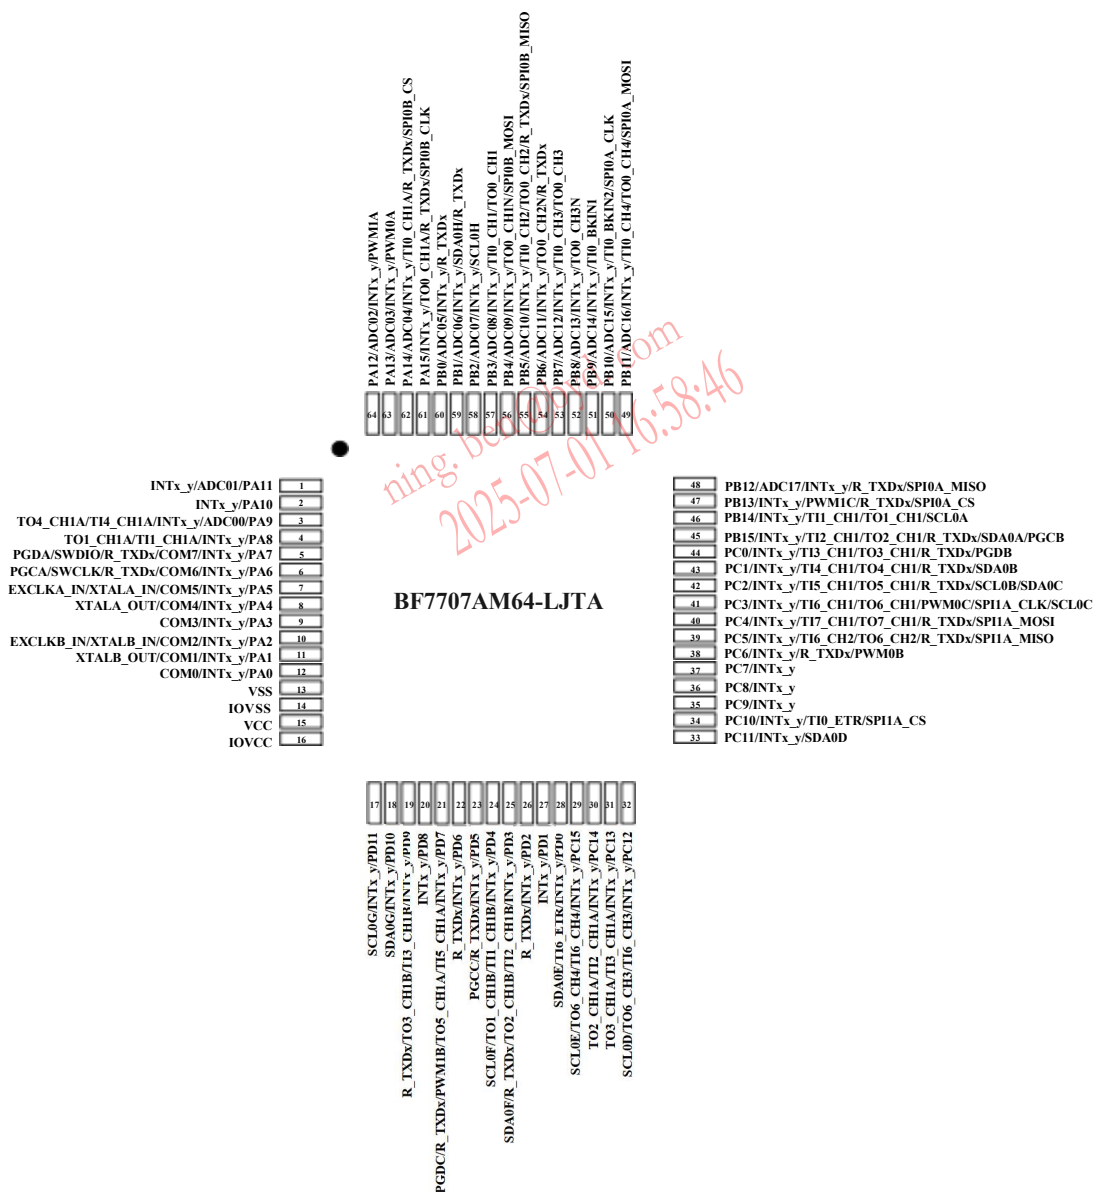 PA12/ADC02/INTx_y/PWM1A
PA13/ADC03/INTx_y/PWM0A
PA14/ADC04/INTx_y/TI0_CH1A/R_TXDx/SPI0B_CS
PA15/INTx_y/TO0_CH1A/R_TXDx/SPI0B_CLK
PB0/ADC05/INTx_y/R_TXDx
PB1/ADC06/INTx_y/SDA0H/R_TXDx
PB2/ADC07/INTx_y/SCL0H
PB3/ADC08/INTx_y/TI0_CH1/TO0_CH1
PB4/ADC09/INTx_y/TO0_CH1N/SPI0B_MOSI
PB5/ADC10/INTx_y/TI0_CH2/TO0_CH2/R_TXDx/SPI0B_MISO
PB6/ADC11/INTx_y/TO0_CH2N/R_TXDx
PB7/ADC12/INTx_y/TI0_CH3/TO0_CH3
PB8/ADC13/INTx_y/TO0_CH3N
PB9/ADC14/INTx_y/TI0_BKIN1
PB10/ADC15/INTx_y/TI0_BKIN2/SPI0A_CLK
PB11/ADC16/INTx_y/TI0_CH4/TO0_CH4/SPI0A_MOSI
64 63 62 61 60 59 58 57 56 55 54 53 52 51 50 49
ning. ben@byd.com
2025-07-01 16:58:46
INTx_y/ADC01/PA11 1
INTx_y/PA10 2
TO4_CH1A/TI4_CH1A/INTx_y/ADC00/PA9 3
TO1_CH1A/TI1_CH1A/INTx_y/PA8 4
PGDA/SWDIO/R_TXDx/COM7/INTx_y/PA7 5
PGCA/SWCLK/R_TXDx/COM6/INTx_y/PA6 6
EXCLKA_IN/XTALA_IN/COM5/INTx_y/PA5 7
XTALA_OUT/COM4/INTx_y/PA4 8
COM3/INTx_y/PA3 9
EXCLKB_IN/XTALB_IN/COM2/INTx_y/PA2 10
XTALB_OUT/COM1/INTx_y/PA1 11
COM0/INTx_y/PA0 12
VSS 13
IOVSS 14
VCC 15
IOVCC 16
BF7707AM64-LJTA
48 PB12/ADC17/INTx_y/R_TXDx/SPI0A_MISO
47 PB13/INTx_y/PWM1C/R_TXDx/SPI0A_CS
46 PB14/INTx_y/TI1_CH1/TO1_CH1/SCL0A
45 PB15/INTx_y/TI2_CH1/TO2_CH1/R_TXDx/SDA0A/PGCB
44 PC0/INTx_y/TI3_CH1/TO3_CH1/R_TXDx/PGDB
43 PC1/INTx_y/TI4_CH1/TO4_CH1/R_TXDx/SDA0B
42 PC2/INTx_y/TI5_CH1/TO5_CH1/R_TXDx/SCL0B/SDA0C
41 PC3/INTx_y/TI6_CH1/TO6_CH1/PWM0C/SPI1A_CLK/SCL0C
40 PC4/INTx_y/TI7_CH1/TO7_CH1/R_TXDx/SPI1A_MOSI
39 PC5/INTx_y/TI6_CH2/TO6_CH2/R_TXDx/SPI1A_MISO
38 PC6/INTx_y/R_TXDx/PWM0B
37 PC7/INTx_y
36 PC8/INTx_y
35 PC9/INTx_y
34 PC10/INTx_y/TI0_ETR/SPI1A_CS
33 PC11/INTx_y/SDA0D
17 18 19 20 21 22 23 24 25 26 27 28 29 30 31 32
SCL0G/INTx_y/PD11
SDA0G/INTx_y/PD10
R_TXDx/TO3_CH1B/TI3_CH1B/INTx_y/PD9
INTx_y/PD8
PGDC/R_TXDx/PWM1B/TO5_CH1A/TI5_CH1A/INTx_y/PD7
R_TXDx/INTx_y/PD6
PGCC/R_TXDx/INTx_y/PD5
SCL0F/TO1_CH1B/TI1_CH1B/INTx_y/PD4
SDA0F/R_TXDx/TO2_CH1B/TI2_CH1B/INTx_y/PD3
R_TXDx/INTx_y/PD2
INTx_y/PD1
SDA0E/TI6_ETR/INTx_y/PD0
SCL0E/TO6_CH4/TI6_CH4/INTx_y/PC15
TO2_CH1A/TI2_CH1A/INTx_y/PC14
TO3_CH1A/TI3_CH1A/INTx_y/PC13
SCL0D/TO6_CH3/TI6_CH3/INTx_y/PC12